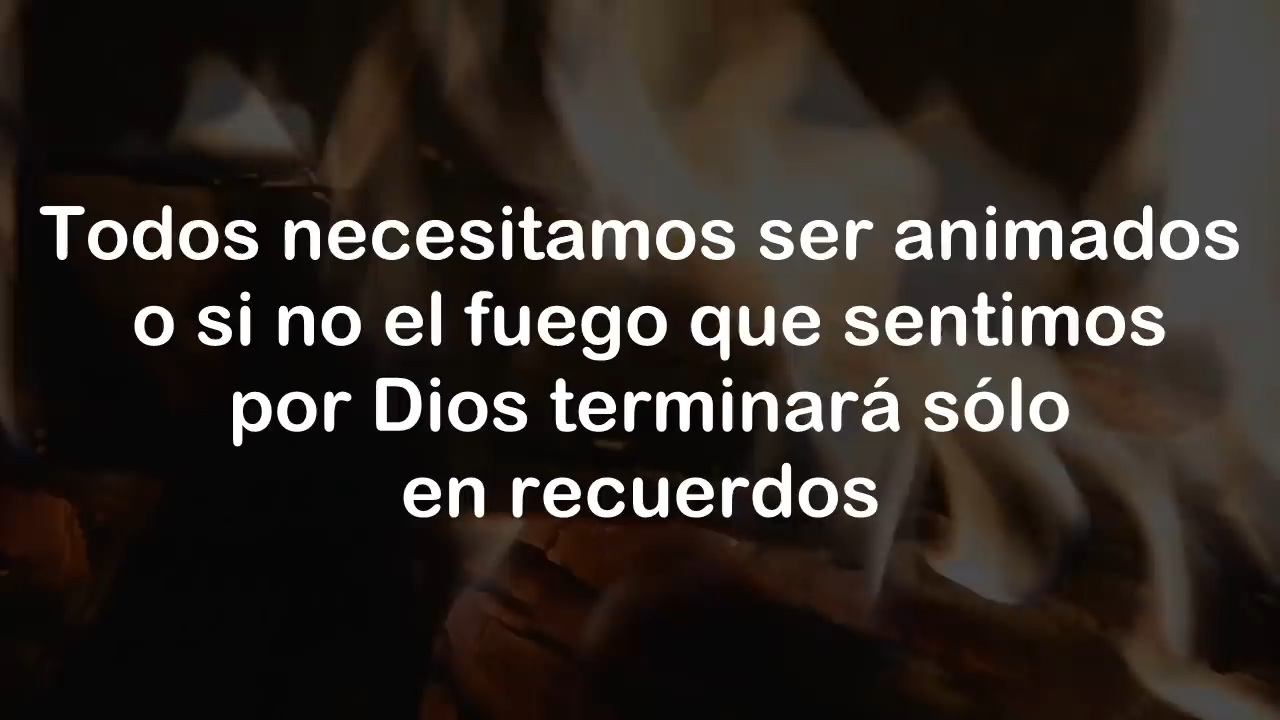 Todos necesitamos ser animados
o si no el fuego que sentimos
por Dios terminará sólo
en recuerdos